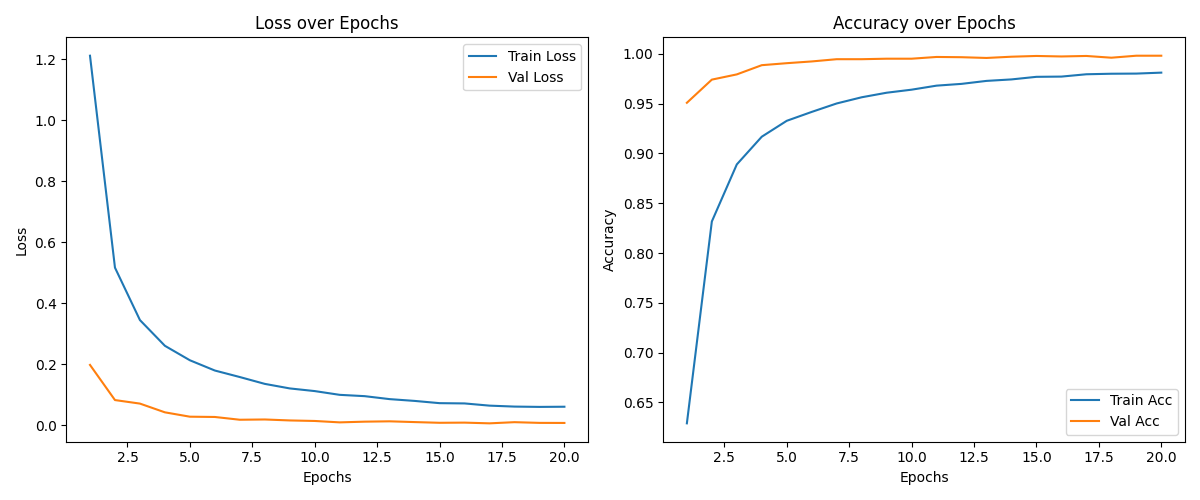 Loss over Epochs
Train Loss
Val Loss
1.2
1.0
0.8
0.6
0.4
0.2
0.0
Loss
2.5 5.0 7.5 10.0 12.5 15.0 17.5 20.0
Epochs
Accuracy over Epochs
1.00
0.95
0.90
0.85
0.80
0.75
0.70
0.65
Accuracy
Train Acc
Val Acc
2.5 5.0 7.5 10.0 12.5 15.0 17.5 20.0
Epochs